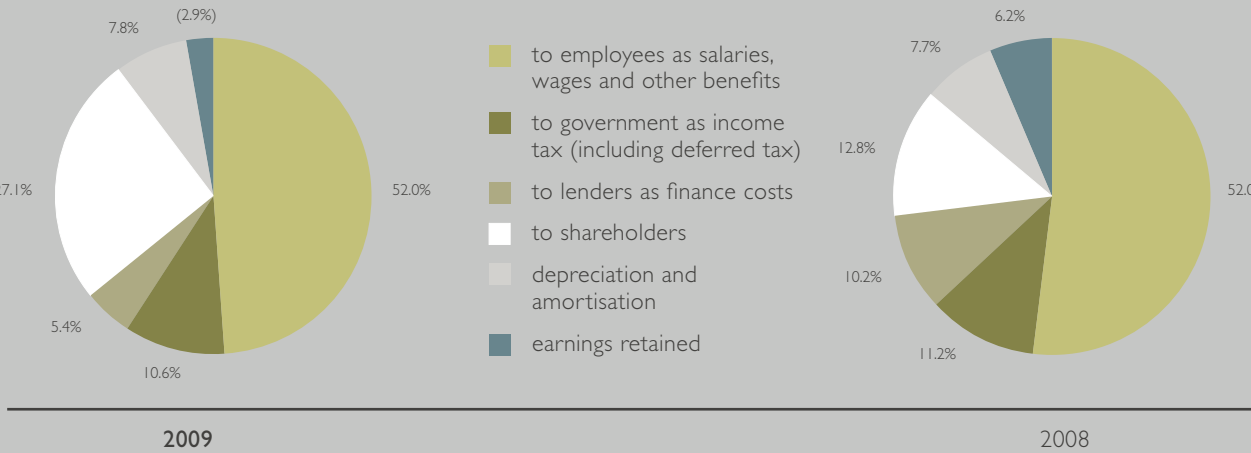 (2.9%)
7.8%
52.0%
10.6%
5.4%
to employees as salaries,
wages and other benefits
to government as income
tax (including deferred tax)
to lenders as finance costs
to shareholders
depreciation and
amortisation
earnings retained
6.2%
7.7%
12.8%
10.2%
11.2%
2009
2008